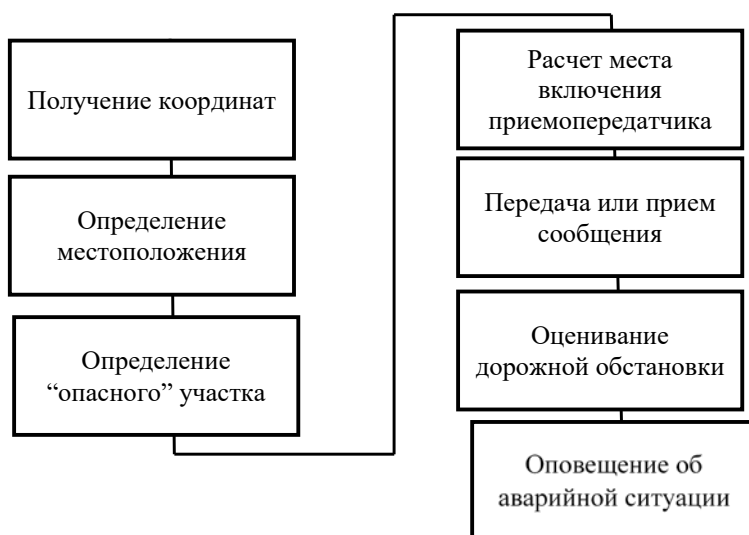 Получение координат
Определение
местоположения
Определение
“опасного” участка
Расчет места
включения
приемопередатчика
Передача или прием
сообщения
Оценивание
дорожной обстановки
Оповещение об
аварийной ситуации